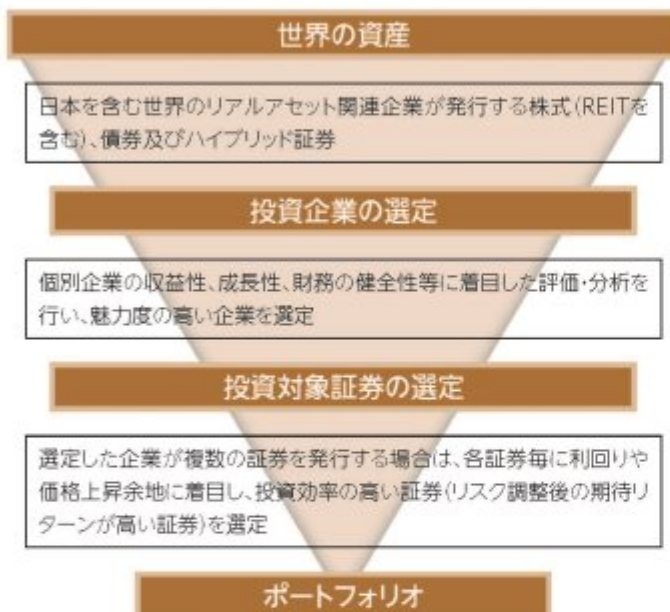 世界の資産
日本を含む世界のリアルアセット関連企業が発行する株式(REITを
含む)、債券及びハイブリッド証券
投資企業の選定
個別企業の収益性、成長性、財務の健全性等に着目した評価・分析を
行い、魅力度の高い企業を選定
投資対象証券の選定
選定した企業が複数の証券を発行する場合は、各証券毎に利回りや
価格上昇余地に着目し、投資効率の高い証券(リスク調整後の期待リ
ターンが高い証券)を選定
ポートフォリオ